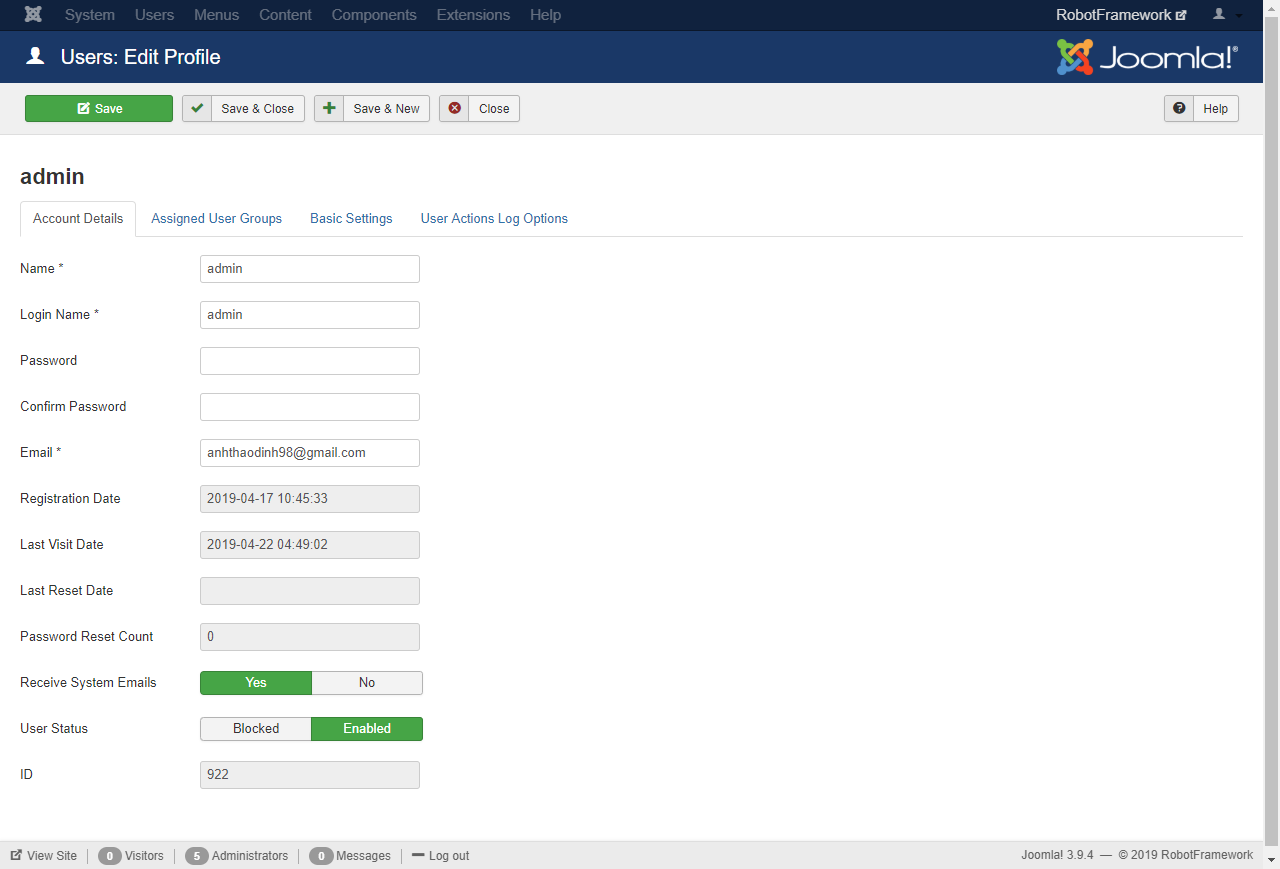 System Users Menus Content Components Extensions Help RobotFramework
Users: Edit Profile Joomla!®
Save Save & Close Save & New Close Help
admin
Account Details Assigned User Groups Basic Settings User Actions Log Options
Name * admin
Login Name * admin
Password
Confirm Password
Email * anhthaodinh98@gmail.com
Registration Date 2019-04-17 10:45:33
Last Visit Date 2019-04-22 04:49:02
Last Reset Date
Password Reset Count 0
Receive System Emails Yes No
User Status Blocked Enabled
ID 922
View Site 0 Visitors 5 Administrators 0 Messages Log out Joomla! 3.9.4 — © 2019 RobotFramework